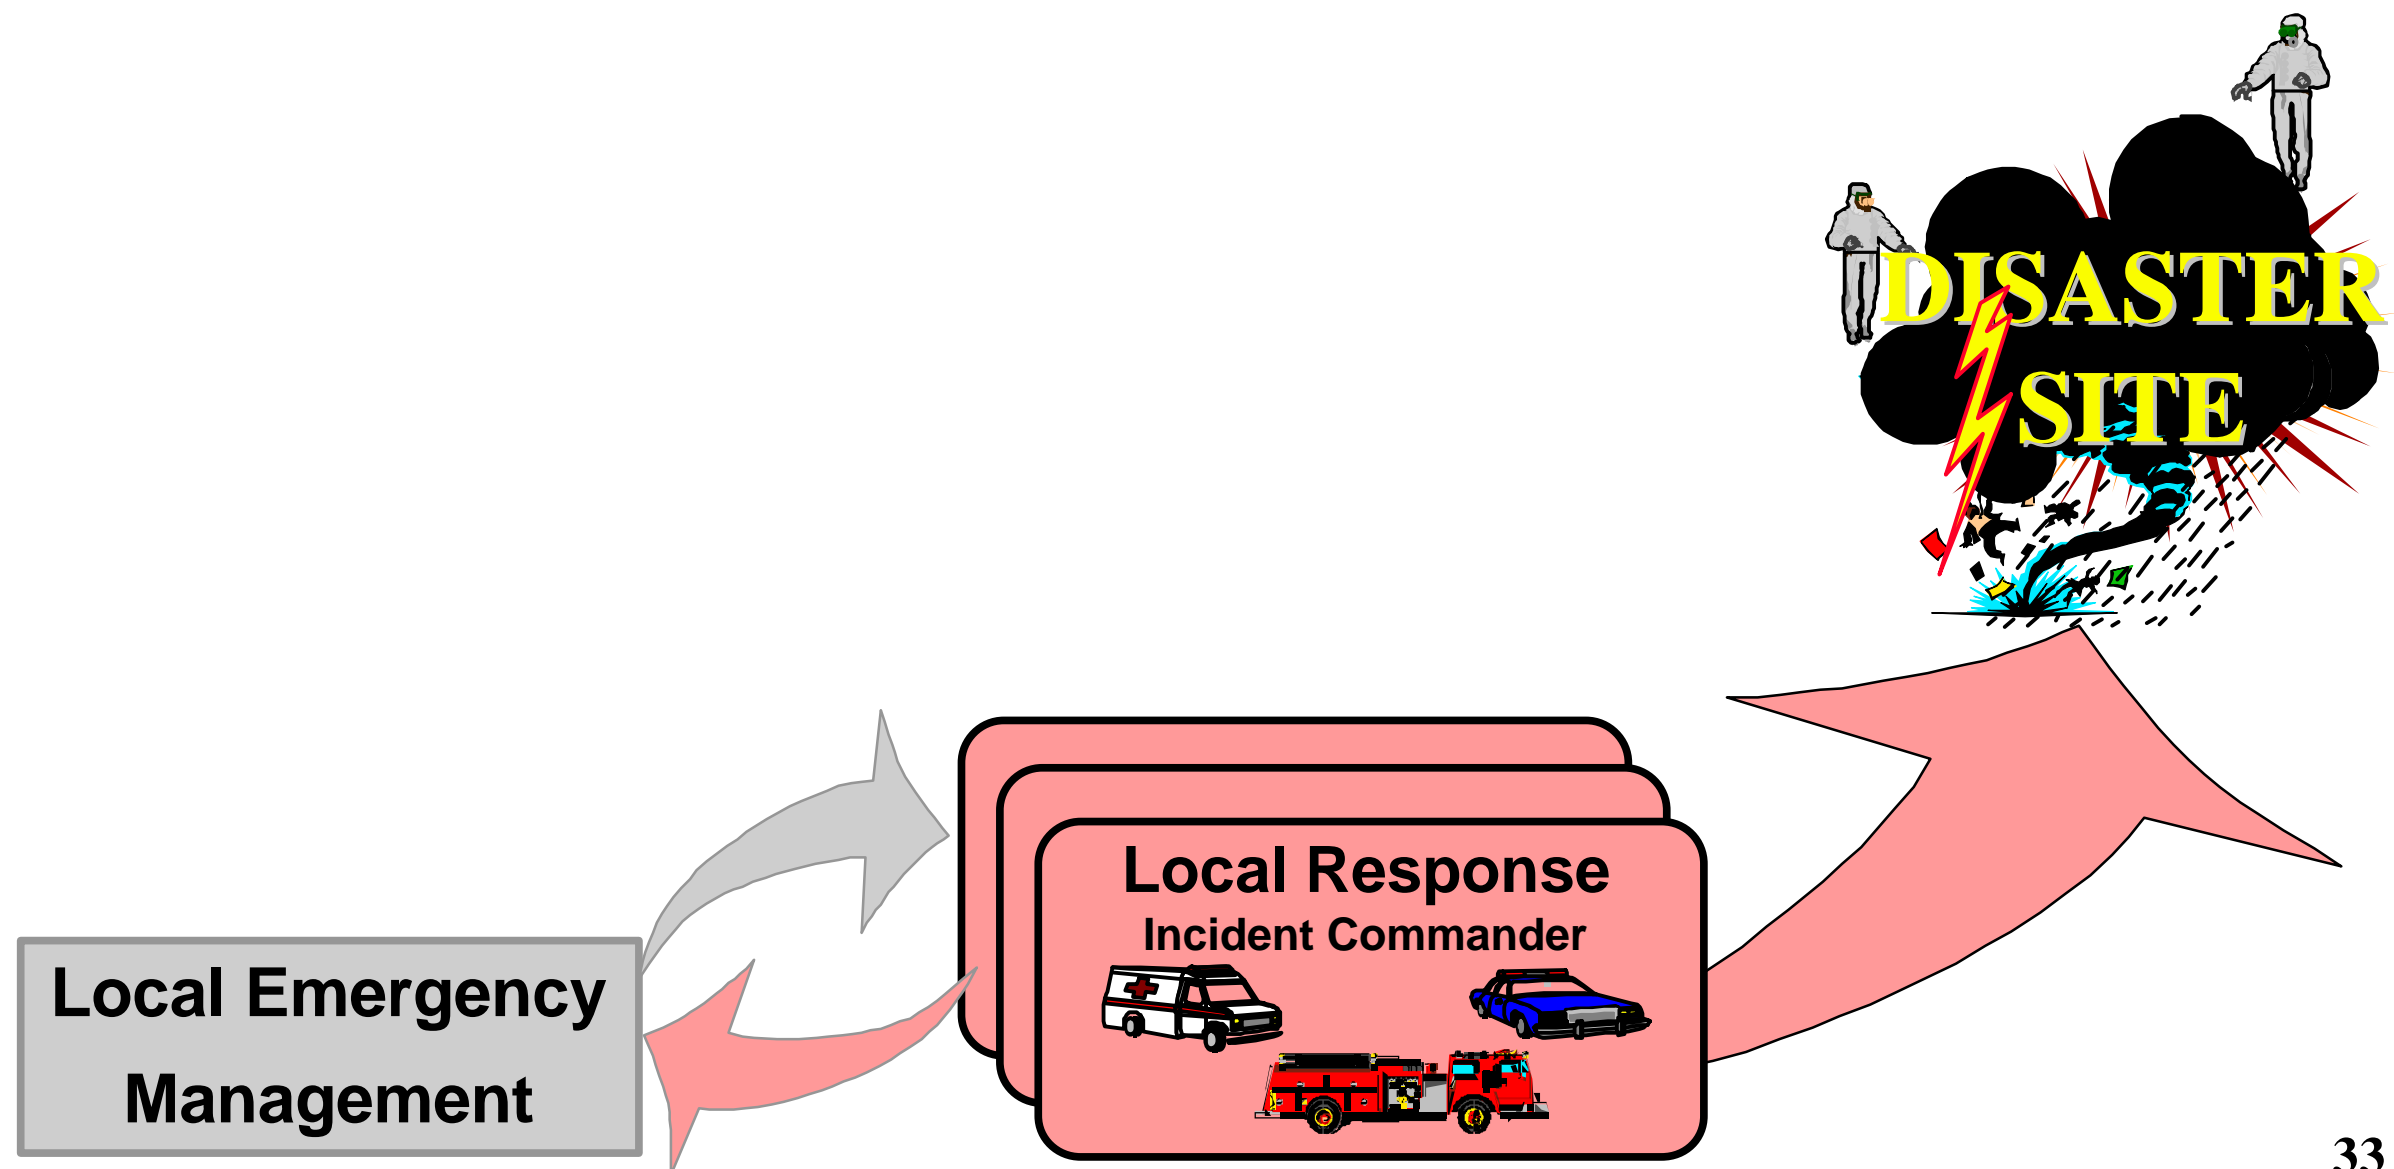 DISASTER
SITE
Local Response
Incident Commander
Local Emergency
Management
33